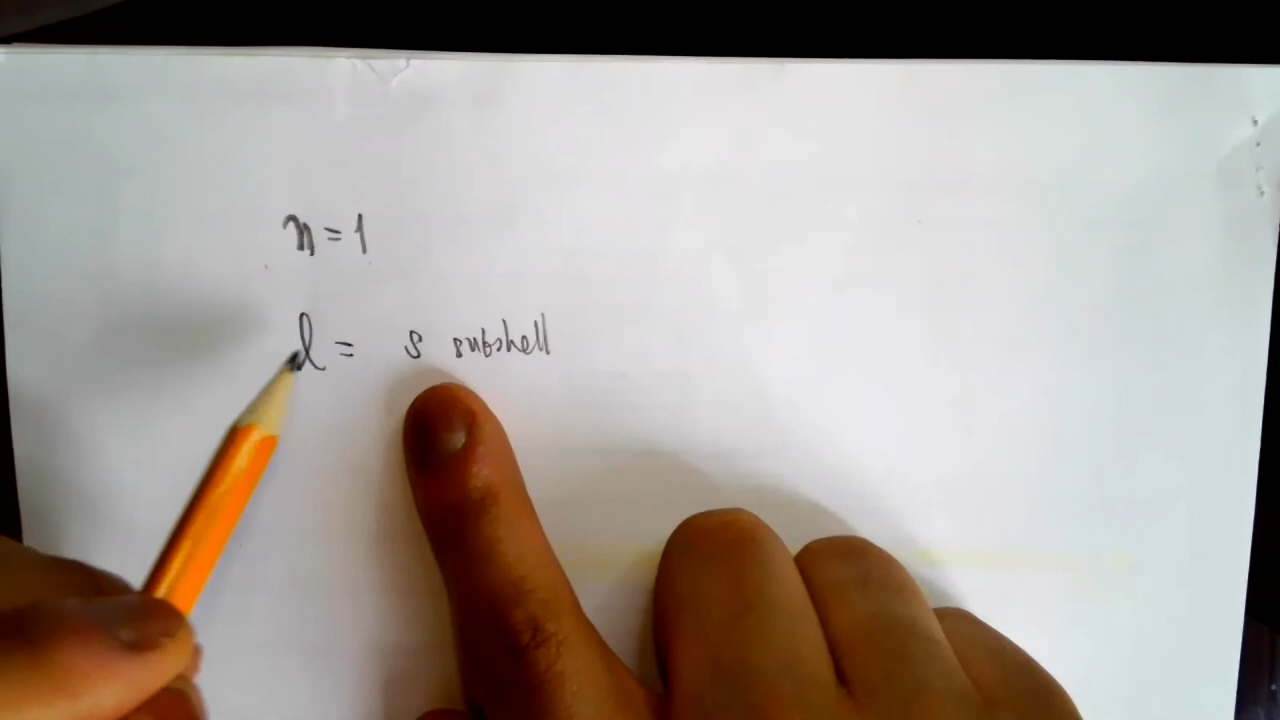 n = 1
l = s subshell